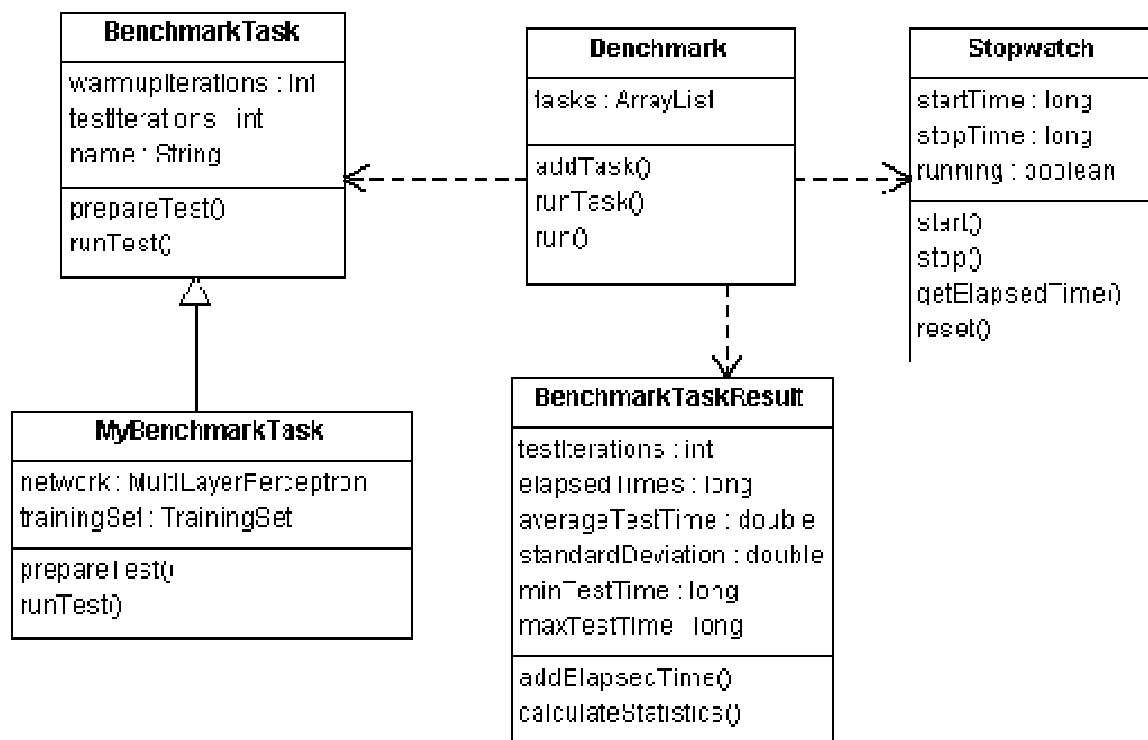 BenchmarkTask
warmupIterations : int
testIterations : int
name : String
prepareTest()
runTest()
Benchmark
tasks : ArrayList
addTask()
runTask()
run()
Stopwatch
startTime : long
stopTime : long
running : boolean
start()
stop()
getElapsedTime()
reset()
MyBenchmarkTask
network : MultiLayerPerceptron
trainingSet : TrainingSet
prepareTest()
runTest()
BenchmarkTaskResult
testIterations : int
elapsedTimes : long
averageTestTime : double
standardDeviation : double
minTestTime : long
maxTestTime : long
addElapsedTime()
calculateStatistics()